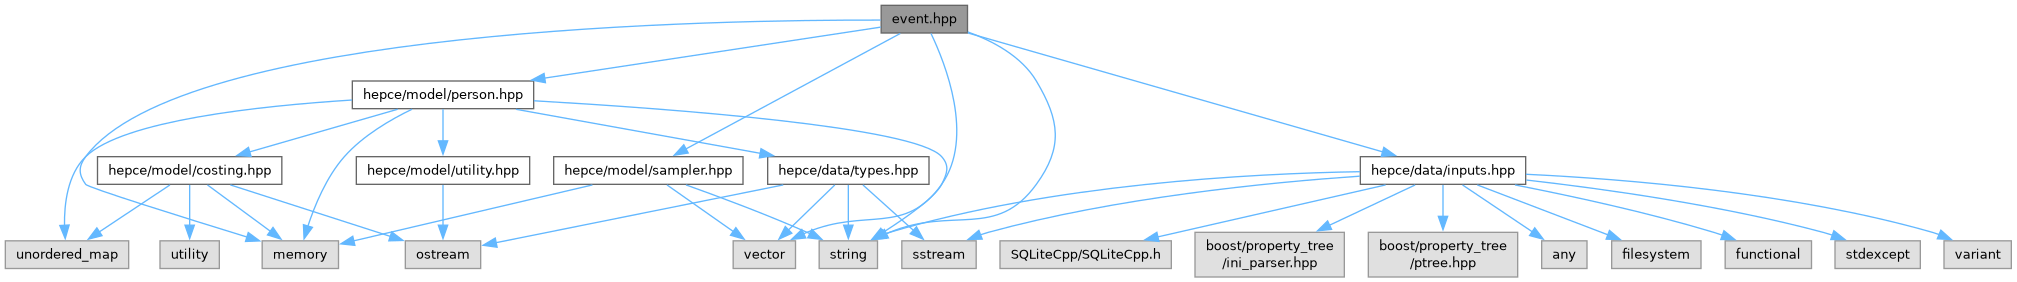 event.hpp
hepce/model/person.hpp
hepce/model/costing.hpp
hepce/model/utility.hpp
hepce/model/sampler.hpp
hepce/data/types.hpp
hepce/data/inputs.hpp
unordered_map
utility
memory
ostream
vector
string
sstream
SQLiteCpp/SQLiteCpp.h
boost/property_tree
/ini_parser.hpp
boost/property_tree
/ptree.hpp
any
filesystem
functional
stdexcept
variant